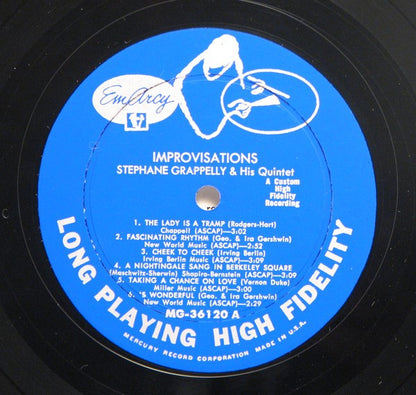 EmArcy
IMPROVISATIONS
STEPHANE GRAPPELLY & His Quintet
A Custom
High
Fidelity
Recording
1. THE LADY IS A TRAMP (Rodgers-Hart)
Chappell (ASCAP)—3:02
2. FASCINATING RHYTHM (Geo. & Ira Gershwin)
New World Music (ASCAP)—2:52
3. CHEEK TO CHEEK (Irving Berlin)
Irving Berlin Music (ASCAP)—3:09
4. A NIGHTINGALE SANG IN BERKELEY SQUARE
(Maschwitz-Sherwin) Shapiro-Bernstein (ASCAP)—3:09
5. TAKING A CHANCE ON LOVE (Vernon Duke)
Miller Music (ASCAP)—3:00
6. 'S WONDERFUL (Geo. & Ira Gershwin)
New World Music (ASCAP)—2:29
MG-36120 A
LONG PLAYING HIGH FIDELITY
MERCURY RECORD CORPORATION MADE IN U.S.A.